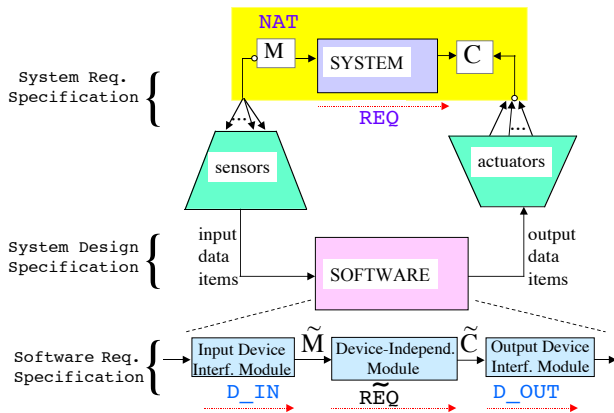 NAT
M
SYSTEM
C
System Req.
Specification
REQ
...
...
sensors
actuators
System Design
Specification
input
data
items
SOFTWARE
output
data
items
Software Req.
Specification
Input Device
Interf. Module
M̃
Device-Independ.
Module
C̃
Output Device
Interf. Module
D_IN
R͠EQ
D_OUT